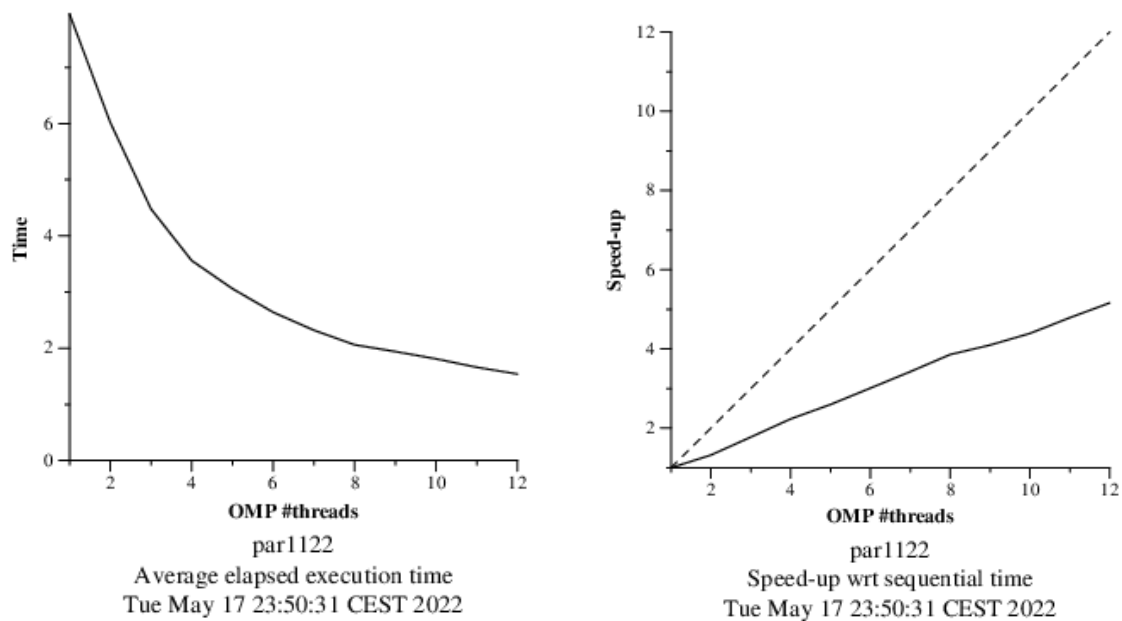 6
4
2
0
Time
2
4
6
8
10
12
OMP #threads
par1122
Average elapsed execution time
Tue May 17 23:50:31 CEST 2022
12
10
8
6
4
2
Speed-up
2
4
6
8
10
12
OMP #threads
par1122
Speed-up wrt sequential time
Tue May 17 23:50:31 CEST 2022